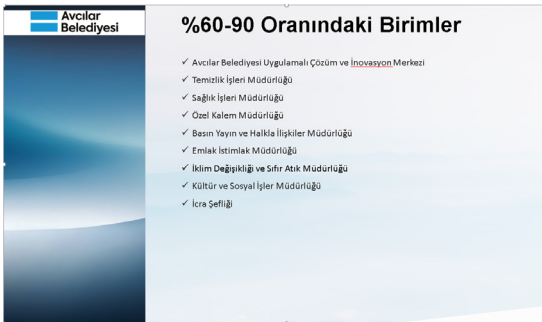 Avcılar
Belediyesi
%60-90 Oranındaki Birimler
✓ Avcılar Belediyesi Uygulamalı Çözüm ve İnovasyon Merkezi
✓ Temizlik İşleri Müdürlüğü
✓ Sağlık İşleri Müdürlüğü
✓ Özel Kalem Müdürlüğü
✓ Basın Yayın ve Halkla İlişkiler Müdürlüğü
✓ Emlak İstimlak Müdürlüğü
✓ İklim Değişikliği ve Sıfır Atık Müdürlüğü
✓ Kültür ve Sosyal İşler Müdürlüğü
✓ İcra Şefliği